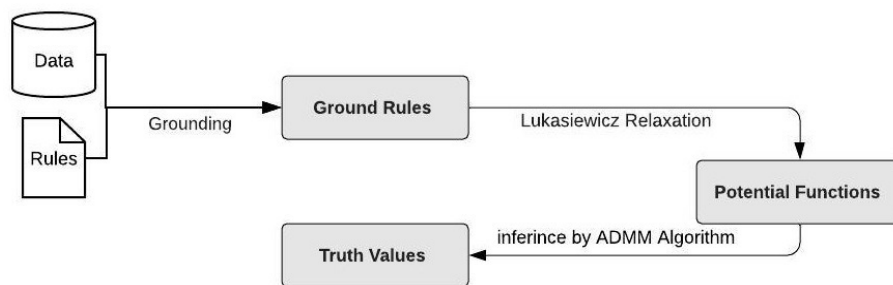 Data
Rules
Grounding
Ground Rules
Lukasiewicz Relaxation
Potential Functions
inferince by ADMM Algorithm
Truth Values